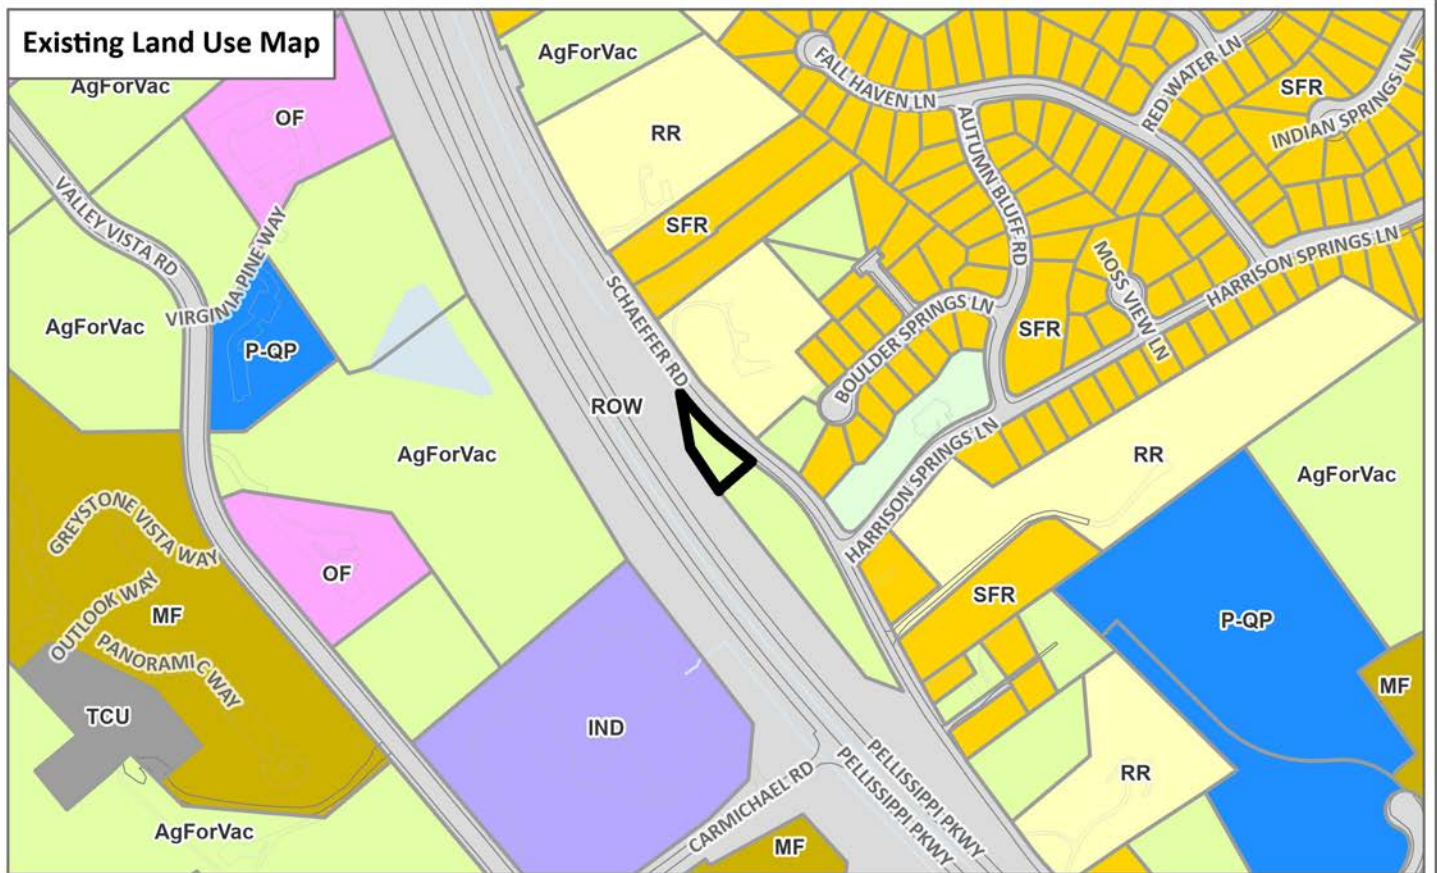 Existing Land Use Map
AgForVac
AgForVac
OF
RR
FALL HAVEN LN
RED WATER LN
SFR
INDIAN SPRINGS LN
AUTUMN BLUFF RD
VALLEY VISTA RD
VIRGINIA PINE WAY
SFR
MOSS VIEW LN
HARRISON SPRINGS LN
SCHAEFFER RD
BOULDER SPRINGS LN
SFR
AgForVac
P-QP
ROW
AgForVac
HARRISON SPRINGS LN
RR
AgForVac
GREYSTONE VISTA WAY
OF
OUTLOOK WAY
MF
PANORAMIC WAY
SFR
P-QP
MF
TCU
IND
RR
CARMICHAEL RD
PELLISSIPPI PKWY
PELLISSIPPI PKWY
AgForVac
MF